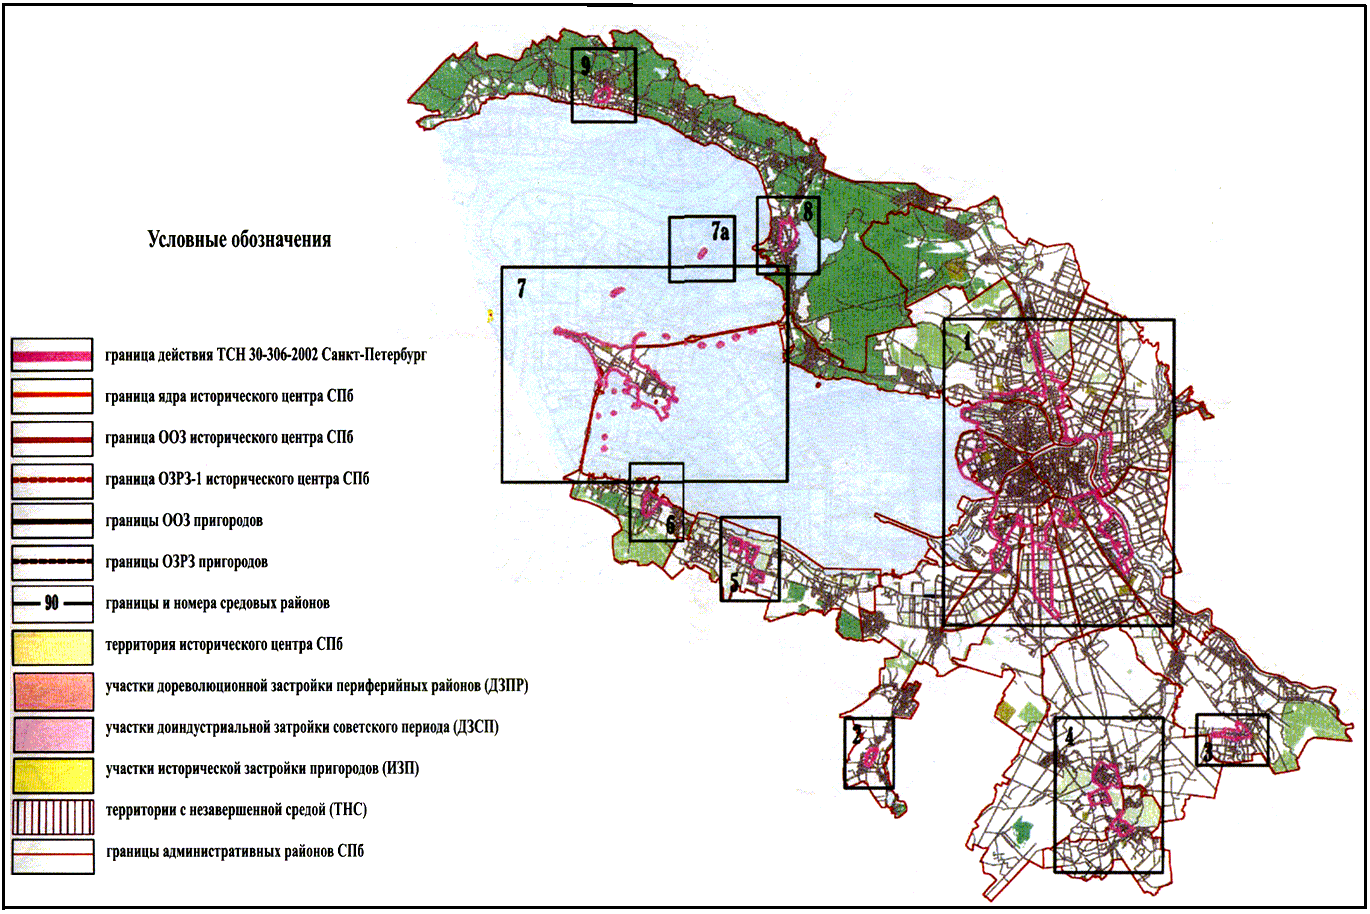 Условные обозначения
граница действия ТСН 30-306-2002 Санкт-Петербург
граница ядра исторического центра СПб
граница ООЗ исторического центра СПб
граница ОЗРЗ-1 исторического центра СПб
границы ООЗ пригородов
границы ОЗРЗ пригородов
90 границы и номера средовых районов
территория исторического центра СПб
участки дореволюционной застройки периферийных районов (ДЗПР)
участки доиндустриальной затройки советского периода (ДЗСП)
участки исторической застройки пригородов (ИЗП)
территории с незавершенной средой (ТНС)
границы административных районов СПб
9
8
7а
7
1
6
5
2
4
3